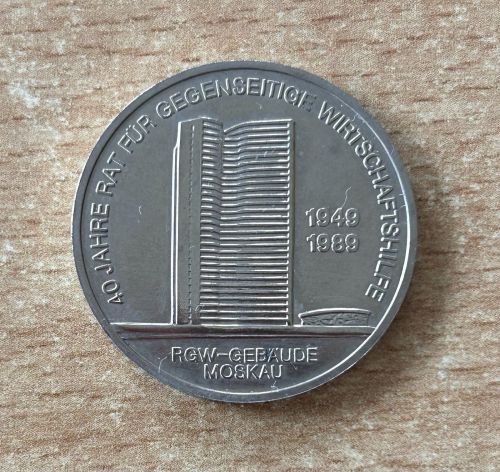 40 JAHRE RAT FÜR GEGENSEITIGE WIRTSCHAFTSHILFE
1949
1989
RGW-GEBÄUDE
MOSKAU